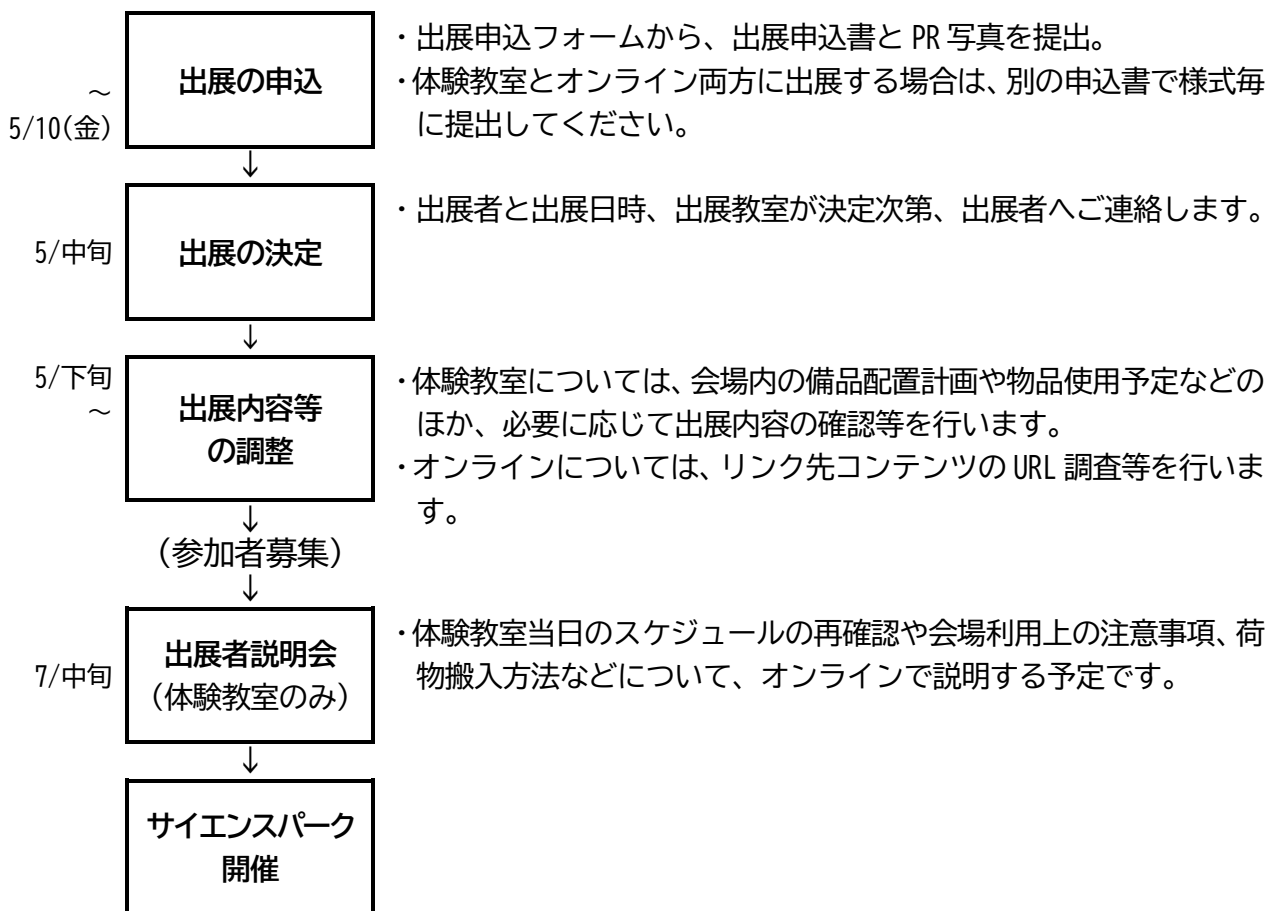 ～
5/10(金)
出展の申込
・出展申込フォームから、出展申込書と PR 写真を提出。
・体験教室とオンライン両方に出展する場合は、別の申込書で様式毎
に提出してください。
↓
5/中旬
出展の決定
・出展者と出展日時、出展教室が決定次第、出展者へご連絡します。
↓
5/下旬
～
出展内容等
の調整
・体験教室については、会場内の備品配置計画や物品使用予定などの
ほか、必要に応じて出展内容の確認等を行います。
・オンラインについては、リンク先コンテンツの URL 調査等を行いま
す。
↓
（参加者募集）
↓
7/中旬
出展者説明会
（体験教室のみ）
・体験教室当日のスケジュールの再確認や会場利用上の注意事項、荷
物搬入方法などについて、オンラインで説明する予定です。
↓
サイエンスパーク
開催